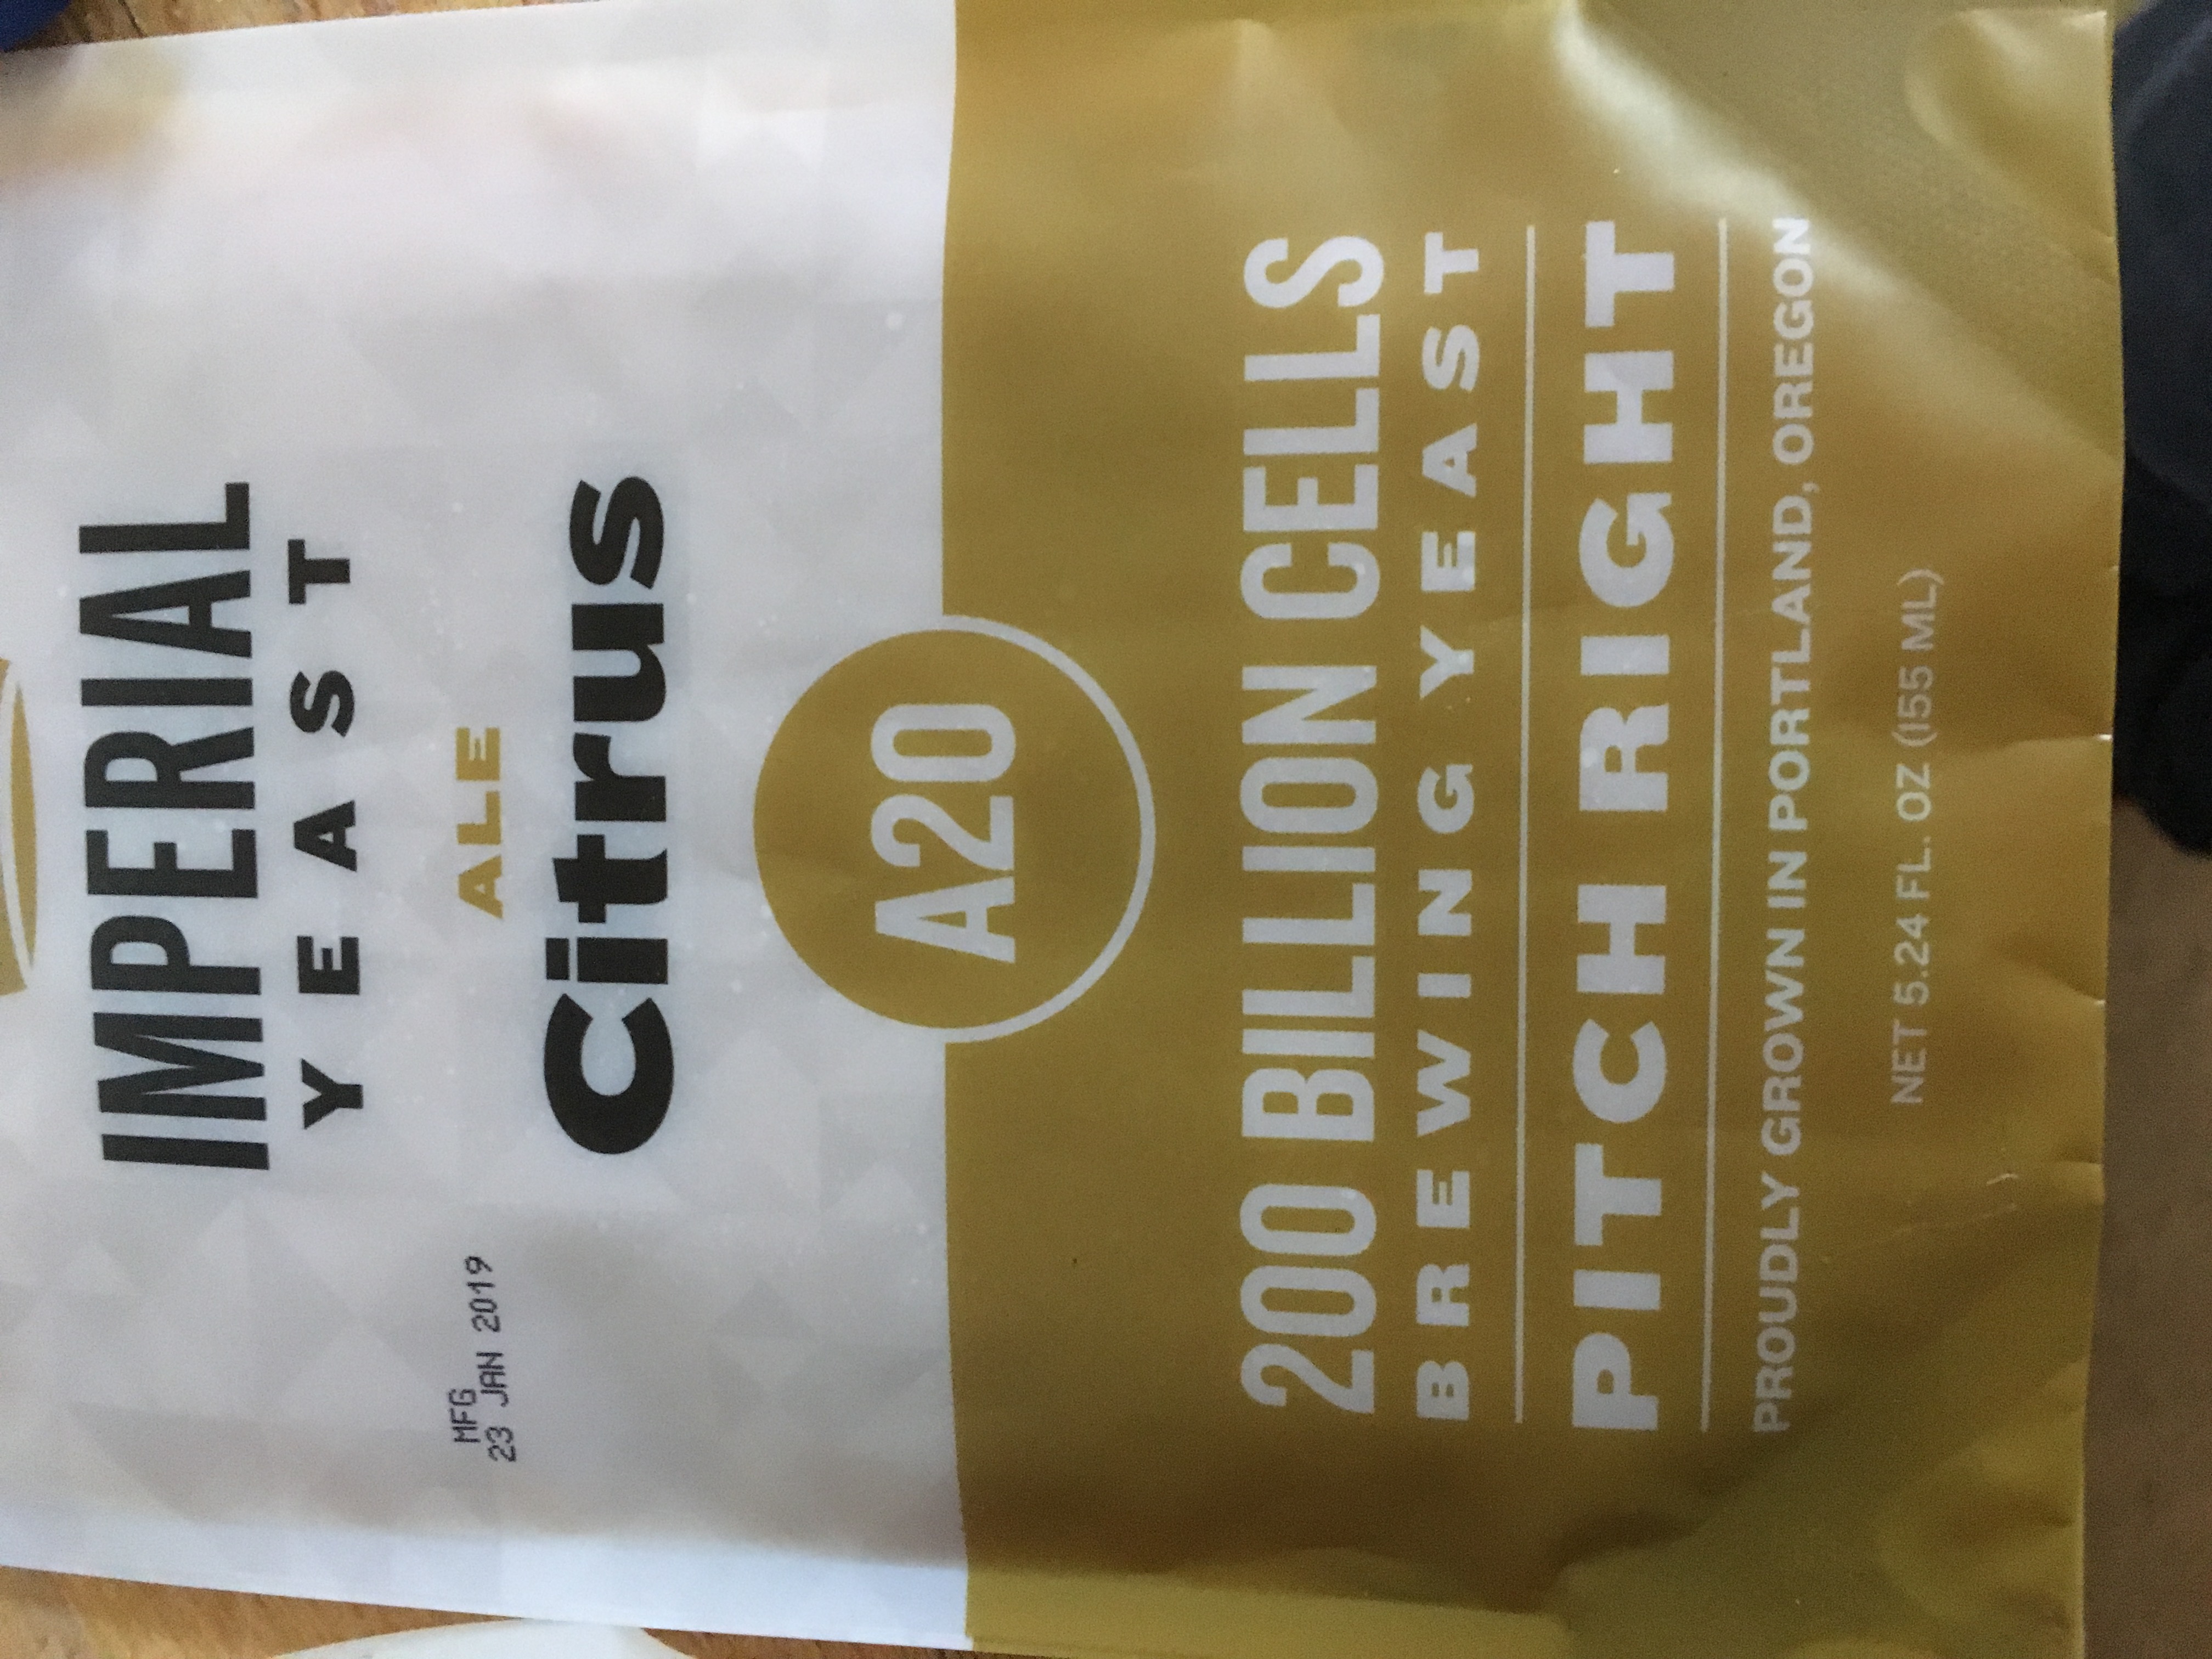 IMPERIAL
YEAST
ALE
Citrus
MFG
23 JAN 2019
A20
200 BILLION CELLS
BREWING YEAST
PITCH RIGHT
PROUDLY GROWN IN PORTLAND, OREGON
NET 5.24 FL. OZ (155 ML)